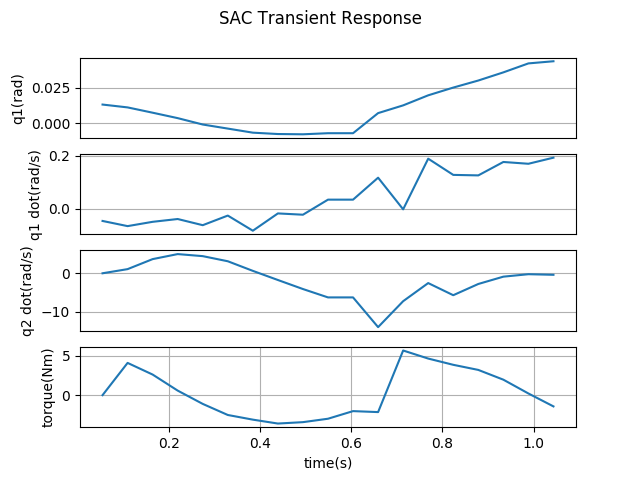 SAC Transient Response
q1(rad)
0.025
0.000
q1 dot(rad/s)
0.2
0.0
q2 dot(rad/s)
0
−10
torque(Nm)
5
0
0.2 0.4 0.6 0.8 1.0
time(s)